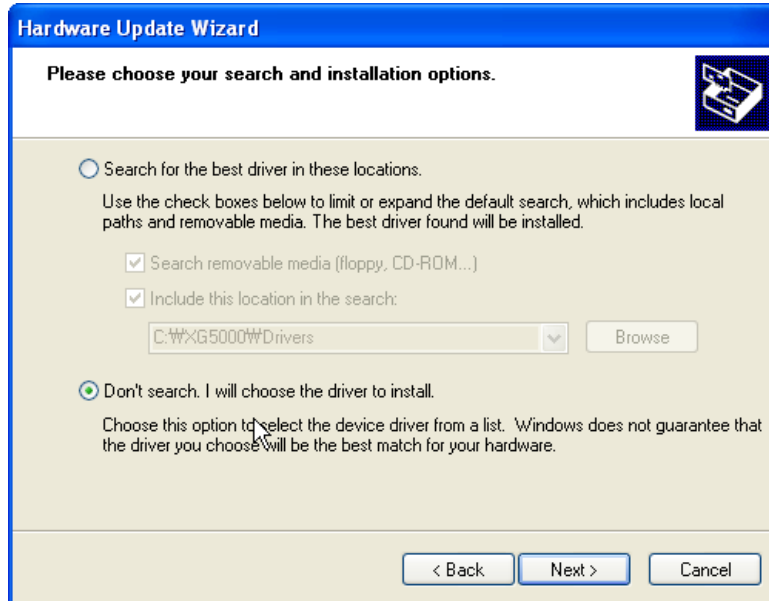 Hardware Update Wizard
Please choose your search and installation options.
Search for the best driver in these locations.
Use the check boxes below to limit or expand the default search, which includes local
paths and removable media. The best driver found will be installed.
Search removable media (floppy, CD-ROM...)
Include this location in the search:
C:₩XG5000₩Drivers
Browse
Don't search. I will choose the driver to install.
Choose this option to select the device driver from a list. Windows does not guarantee that
the driver you choose will be the best match for your hardware.
< Back
Next >
Cancel